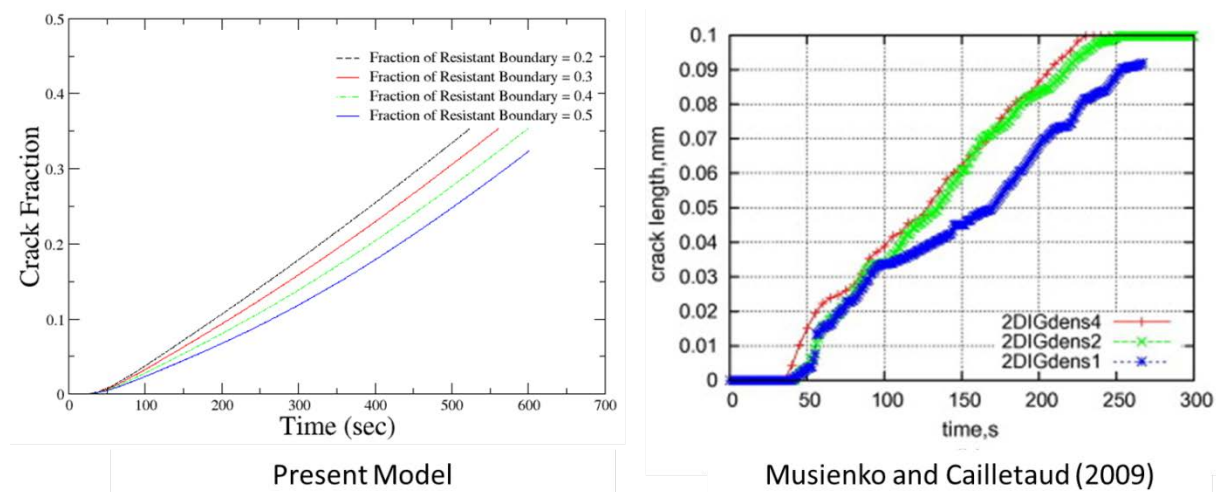 0.5
0.4
0.3
0.2
0.1
0
Crack Fraction
Fraction of Resistant Boundary = 0.2
Fraction of Resistant Boundary = 0.3
Fraction of Resistant Boundary = 0.4
Fraction of Resistant Boundary = 0.5
0 100 200 300 400 500 600 700
Time (sec)
Present Model
0.1
0.09
0.08
0.07
0.06
0.05
0.04
0.03
0.02
0.01
0
crack length,mm
2DIGdens4
2DIGdens2
2DIGdens1
0 50 100 150 200 250 300
time,s
Musienko and Cailletaud (2009)